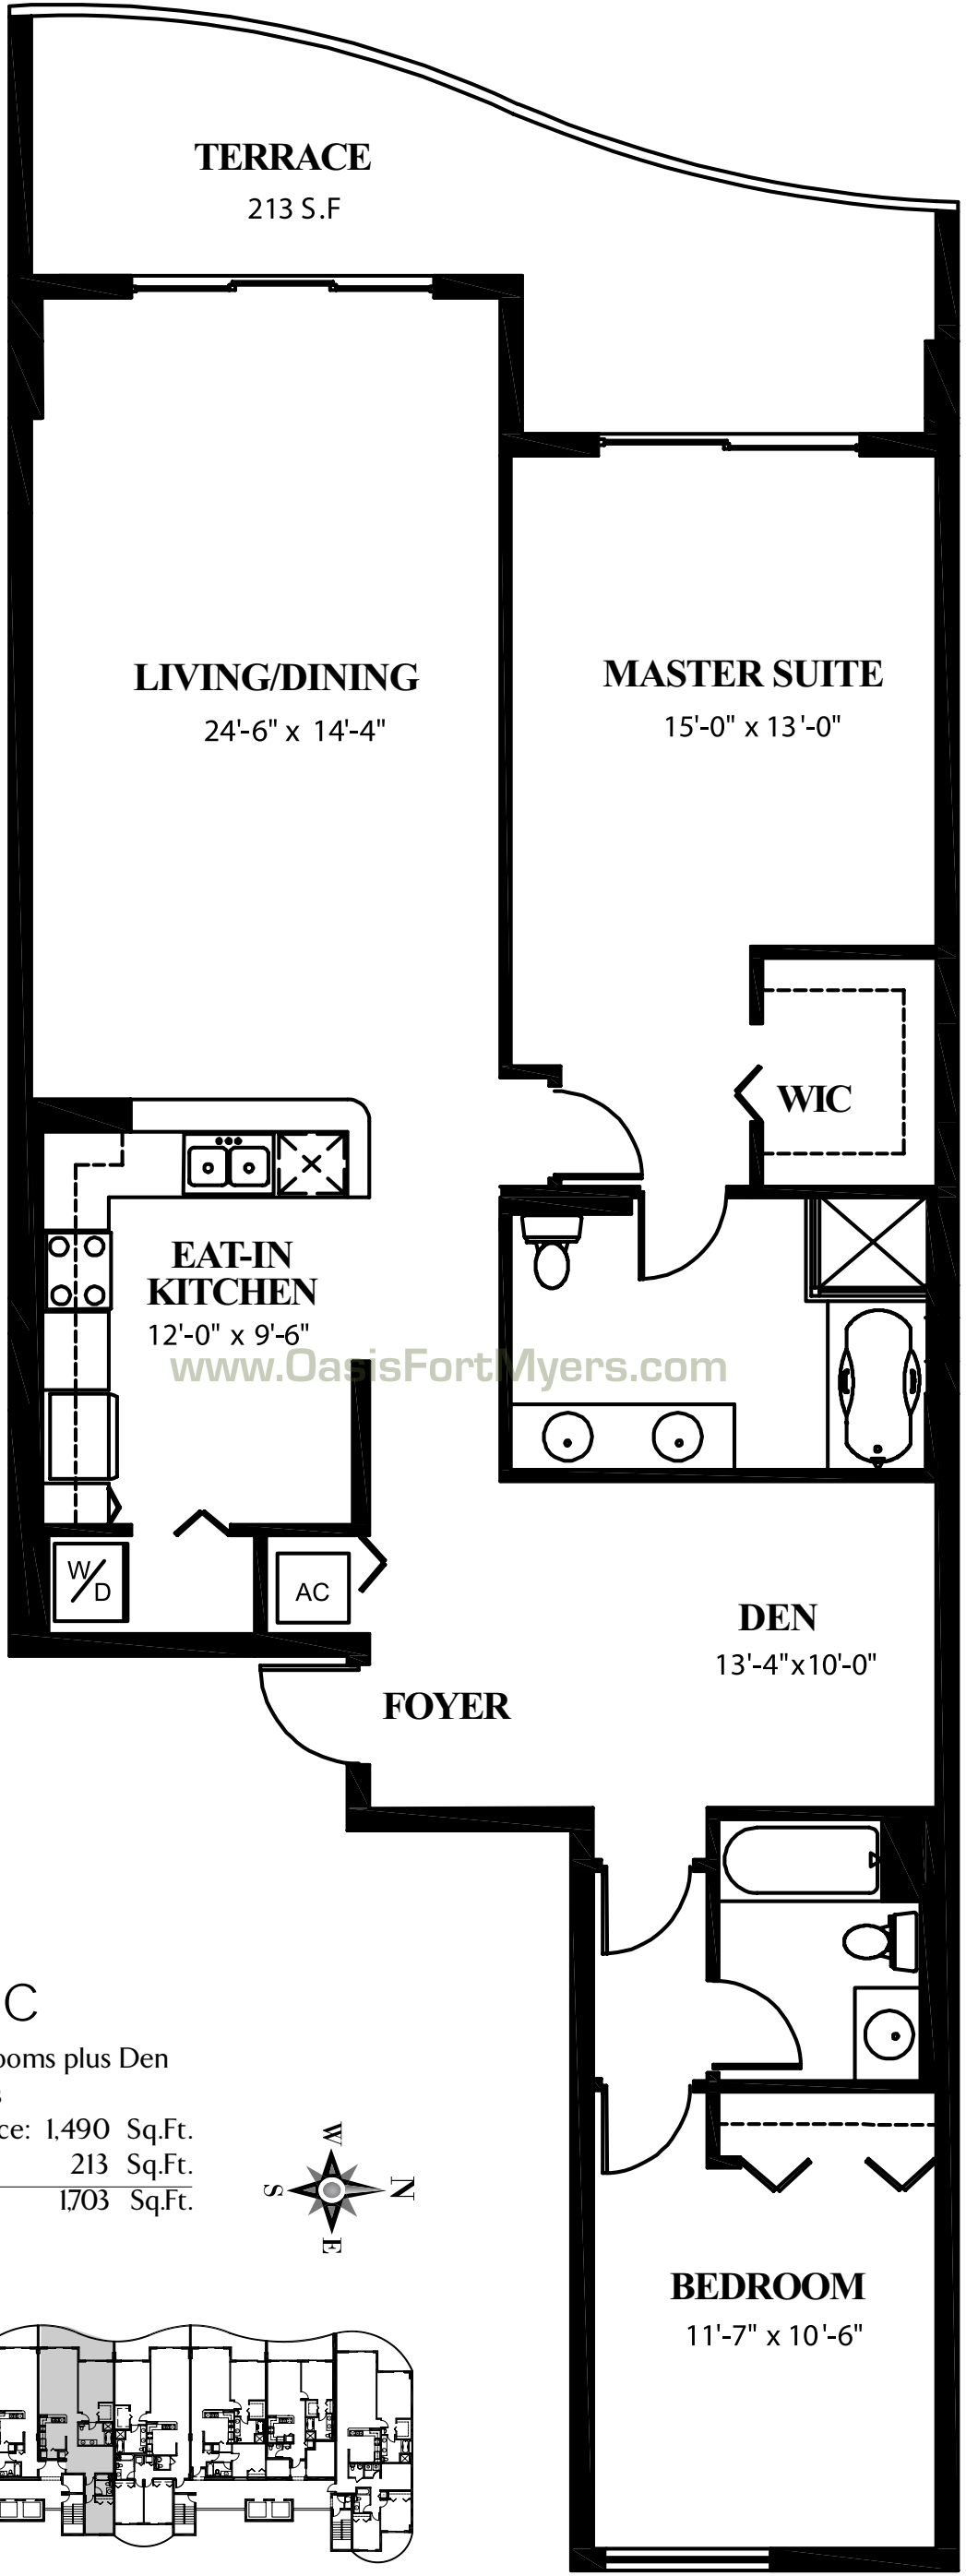 TERRACE
213 S.F
LIVING/DINING
24'-6" x 14'-4"
MASTER SUITE
15'-0" x 13'-0"
WIC
EAT-IN
KITCHEN
12'-0" x 9'-6"
www.OasisFortMyers.com
W/D
AC
DEN
13'-4"x10'-0"
FOYER
C
ooms plus Den
s
ce: 1,490 Sq.Ft.
213 Sq.Ft.
1,703 Sq.Ft.
W
S
N
E
BEDROOM
11'-7" x 10'-6"